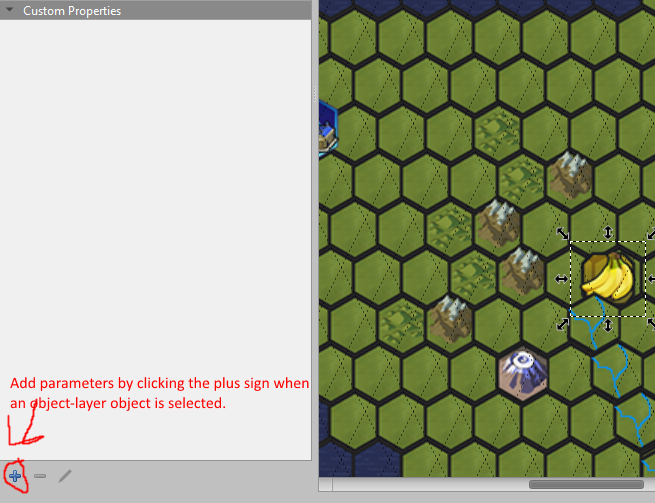 Custom Properties
Add parameters by clicking the plus sign when
an object-layer object is selected.